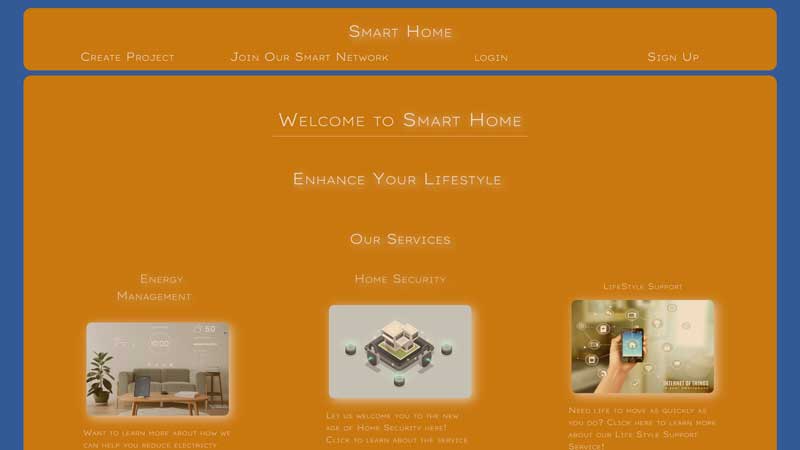 Smart Home
Create Project Join Our Smart Network login Sign Up
Welcome to Smart Home
Enhance Your Lifestyle
Our Services
Energy
Management
Home Security
LifeStyle Support
10:00
INTERNET OF THINGS
Want to learn more about how we
can help you reduce electricty
Let us welcome you to the new
age of Home Security here!
Click to learn about the service
Need life to move as quickly as
you do? Click here to learn more
about our Life Style Support
Service!